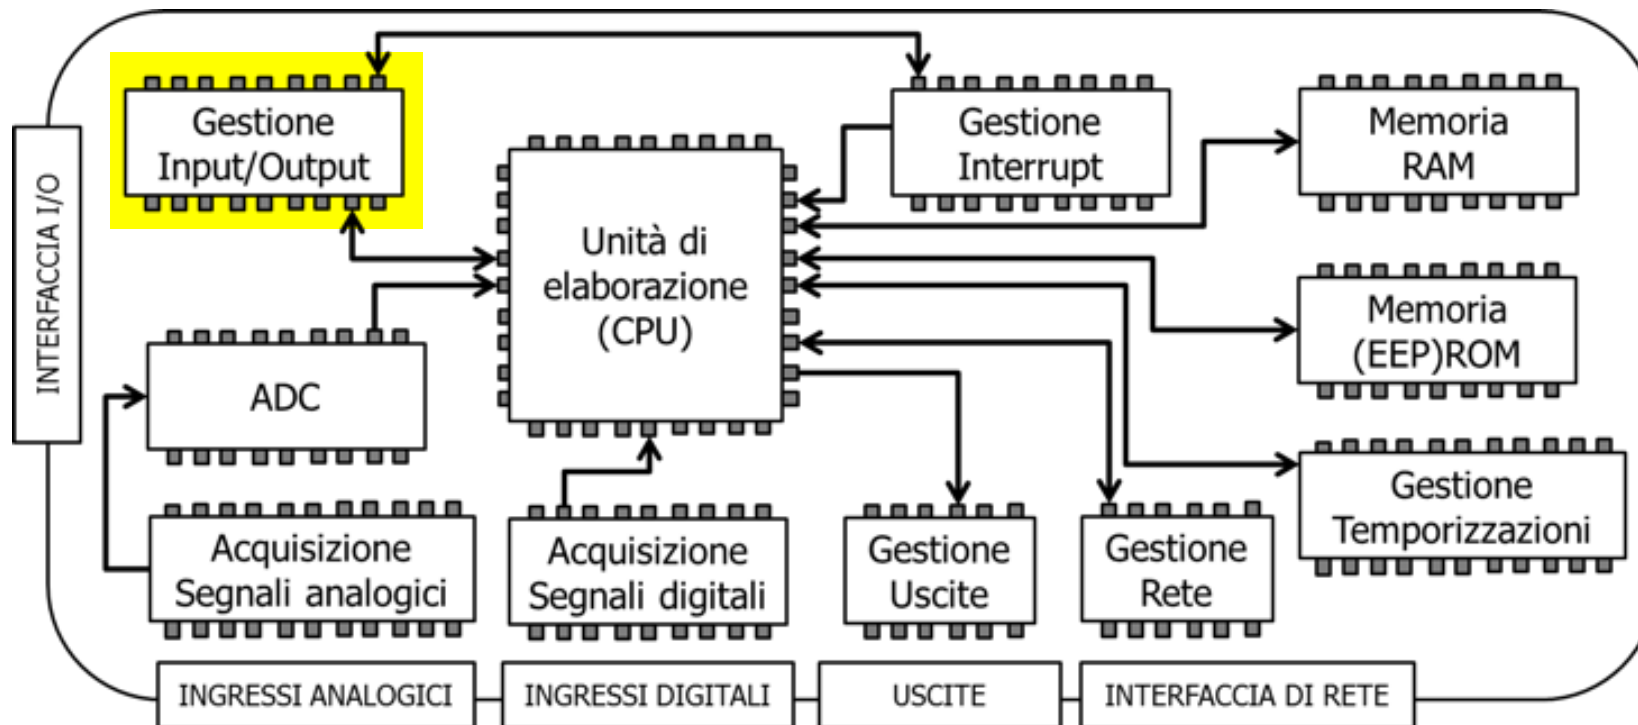 Gestione
Input/Output
Gestione
Interrupt
Memoria
RAM
INTERFACCIA I/O
Unità di
elaborazione
(CPU)
Memoria
(EEP)ROM
ADC
Gestione
Temporizzazioni
Acquisizione
Segnali analogici
Acquisizione
Segnali digitali
Gestione
Uscite
Gestione
Rete
INGRESSI ANALOGICI
INGRESSI DIGITALI
USCITE
INTERFACCIA DI RETE